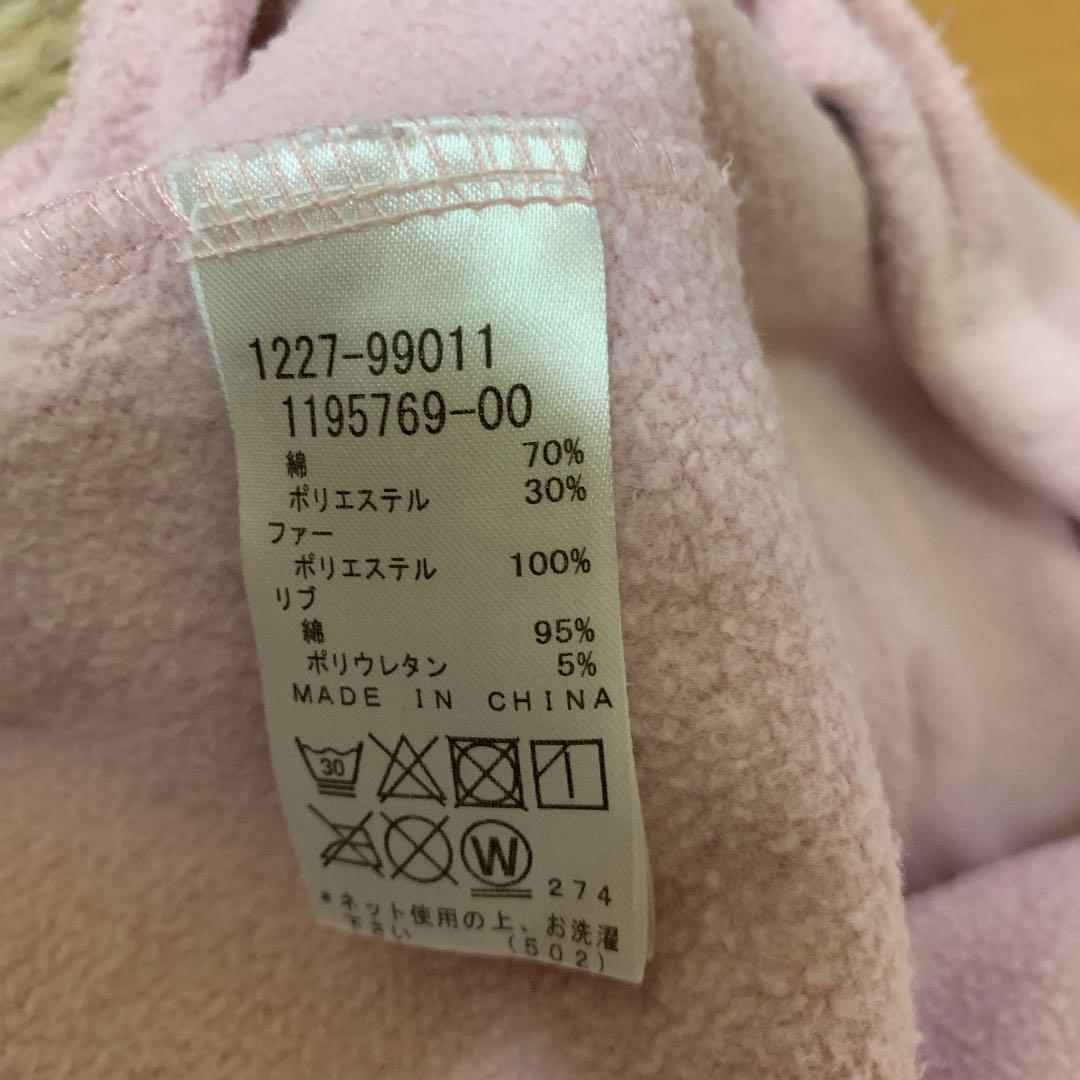 1227-99011
1195769-00
綿 70%
ポリエステル 30%
ファー
ポリエステル 100%
リブ
綿 95%
ポリウレタン 5%
MADE IN CHINA
30
W
274
*ネット使用の上、お洗濯
下さい (502)